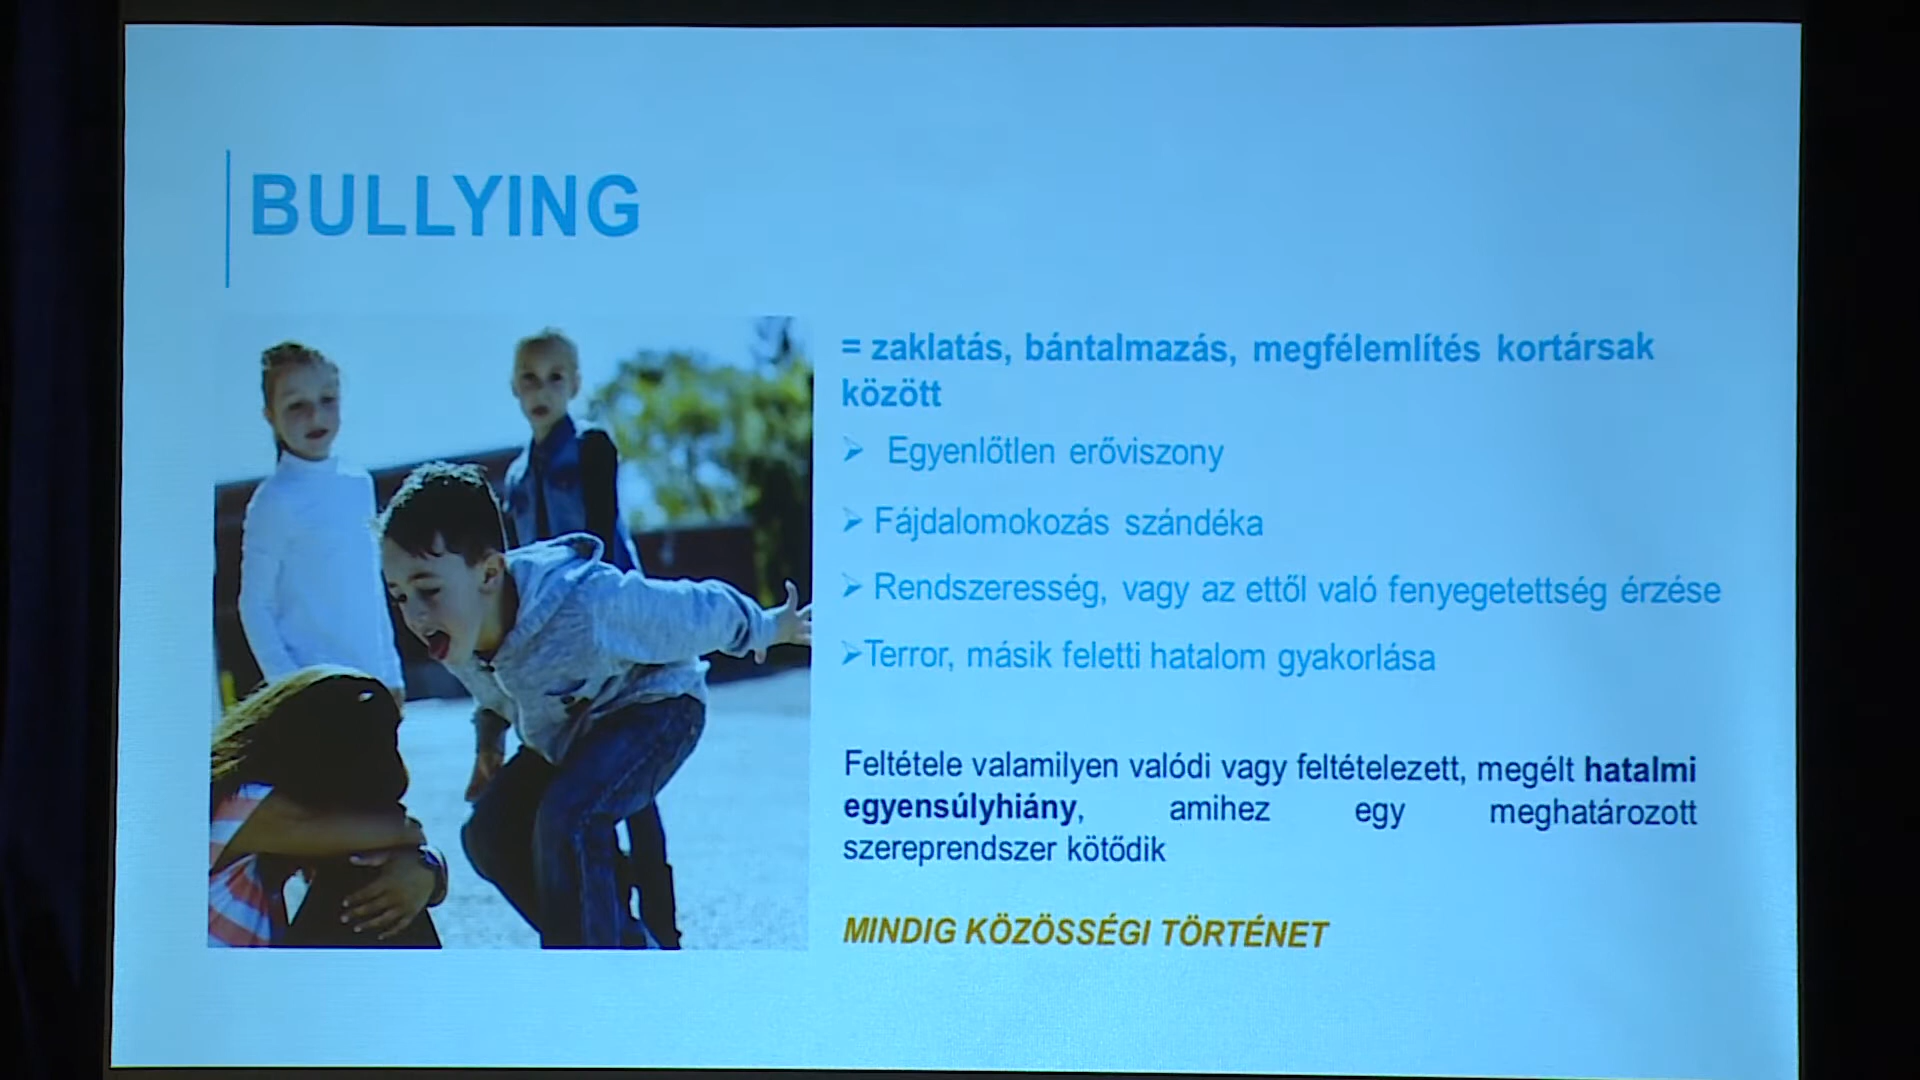 BULLYING
= zaklatás, bántalmazás, megfélemlítés kortársak
között
➢ Egyenlőtlen erőviszony
➢ Fájdalomokozás szándéka
➢ Rendszeresség, vagy az ettől való fenyegetettség érzése
➢Terror, másik feletti hatalom gyakorlása
Feltétele valamilyen valódi vagy feltételezett, megélt hatalmi
egyensúlyhiány, amihez egy meghatározott
szereprendszer kötődik
MINDIG KÖZÖSSÉGI TÖRTÉNET